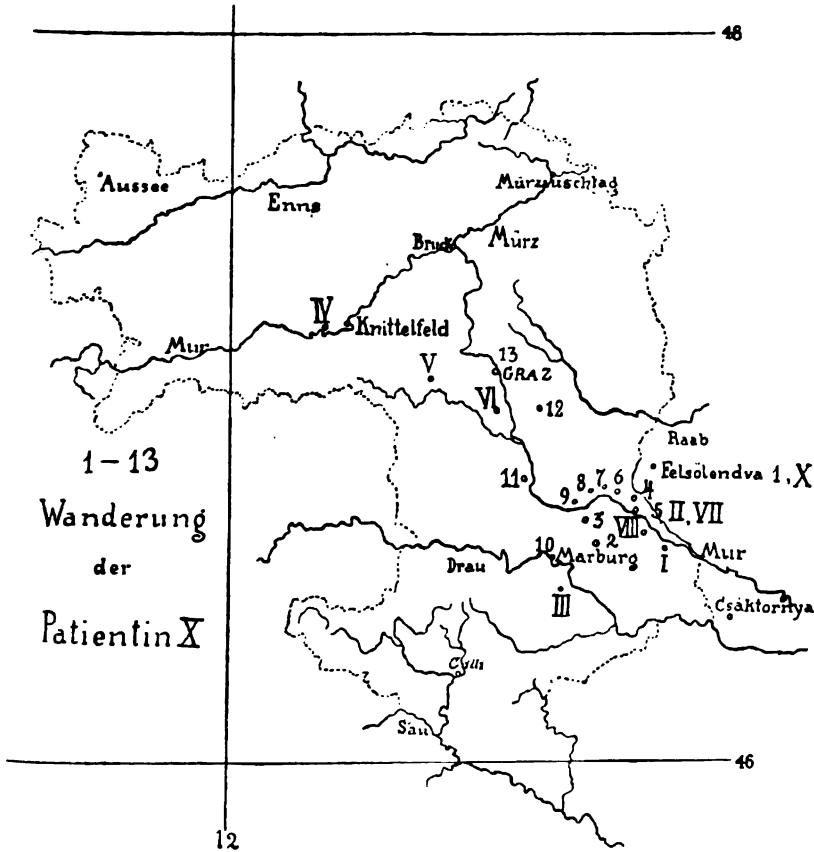 48
Aussee
Enns
Mürzzuschlag
Bruck
Mürz
IV
Knittelfeld
Mur
13
GRAZ
V
VI
12
Raab
1-13
Wanderung
der
Patientin X
Felsölendva 1, X
11
9 8 7 6 4
5 II, VII
3
VIII
2
10
Marburg
I
Mur
Drau
III
Csàktornya
Cilli
Sau
46
12